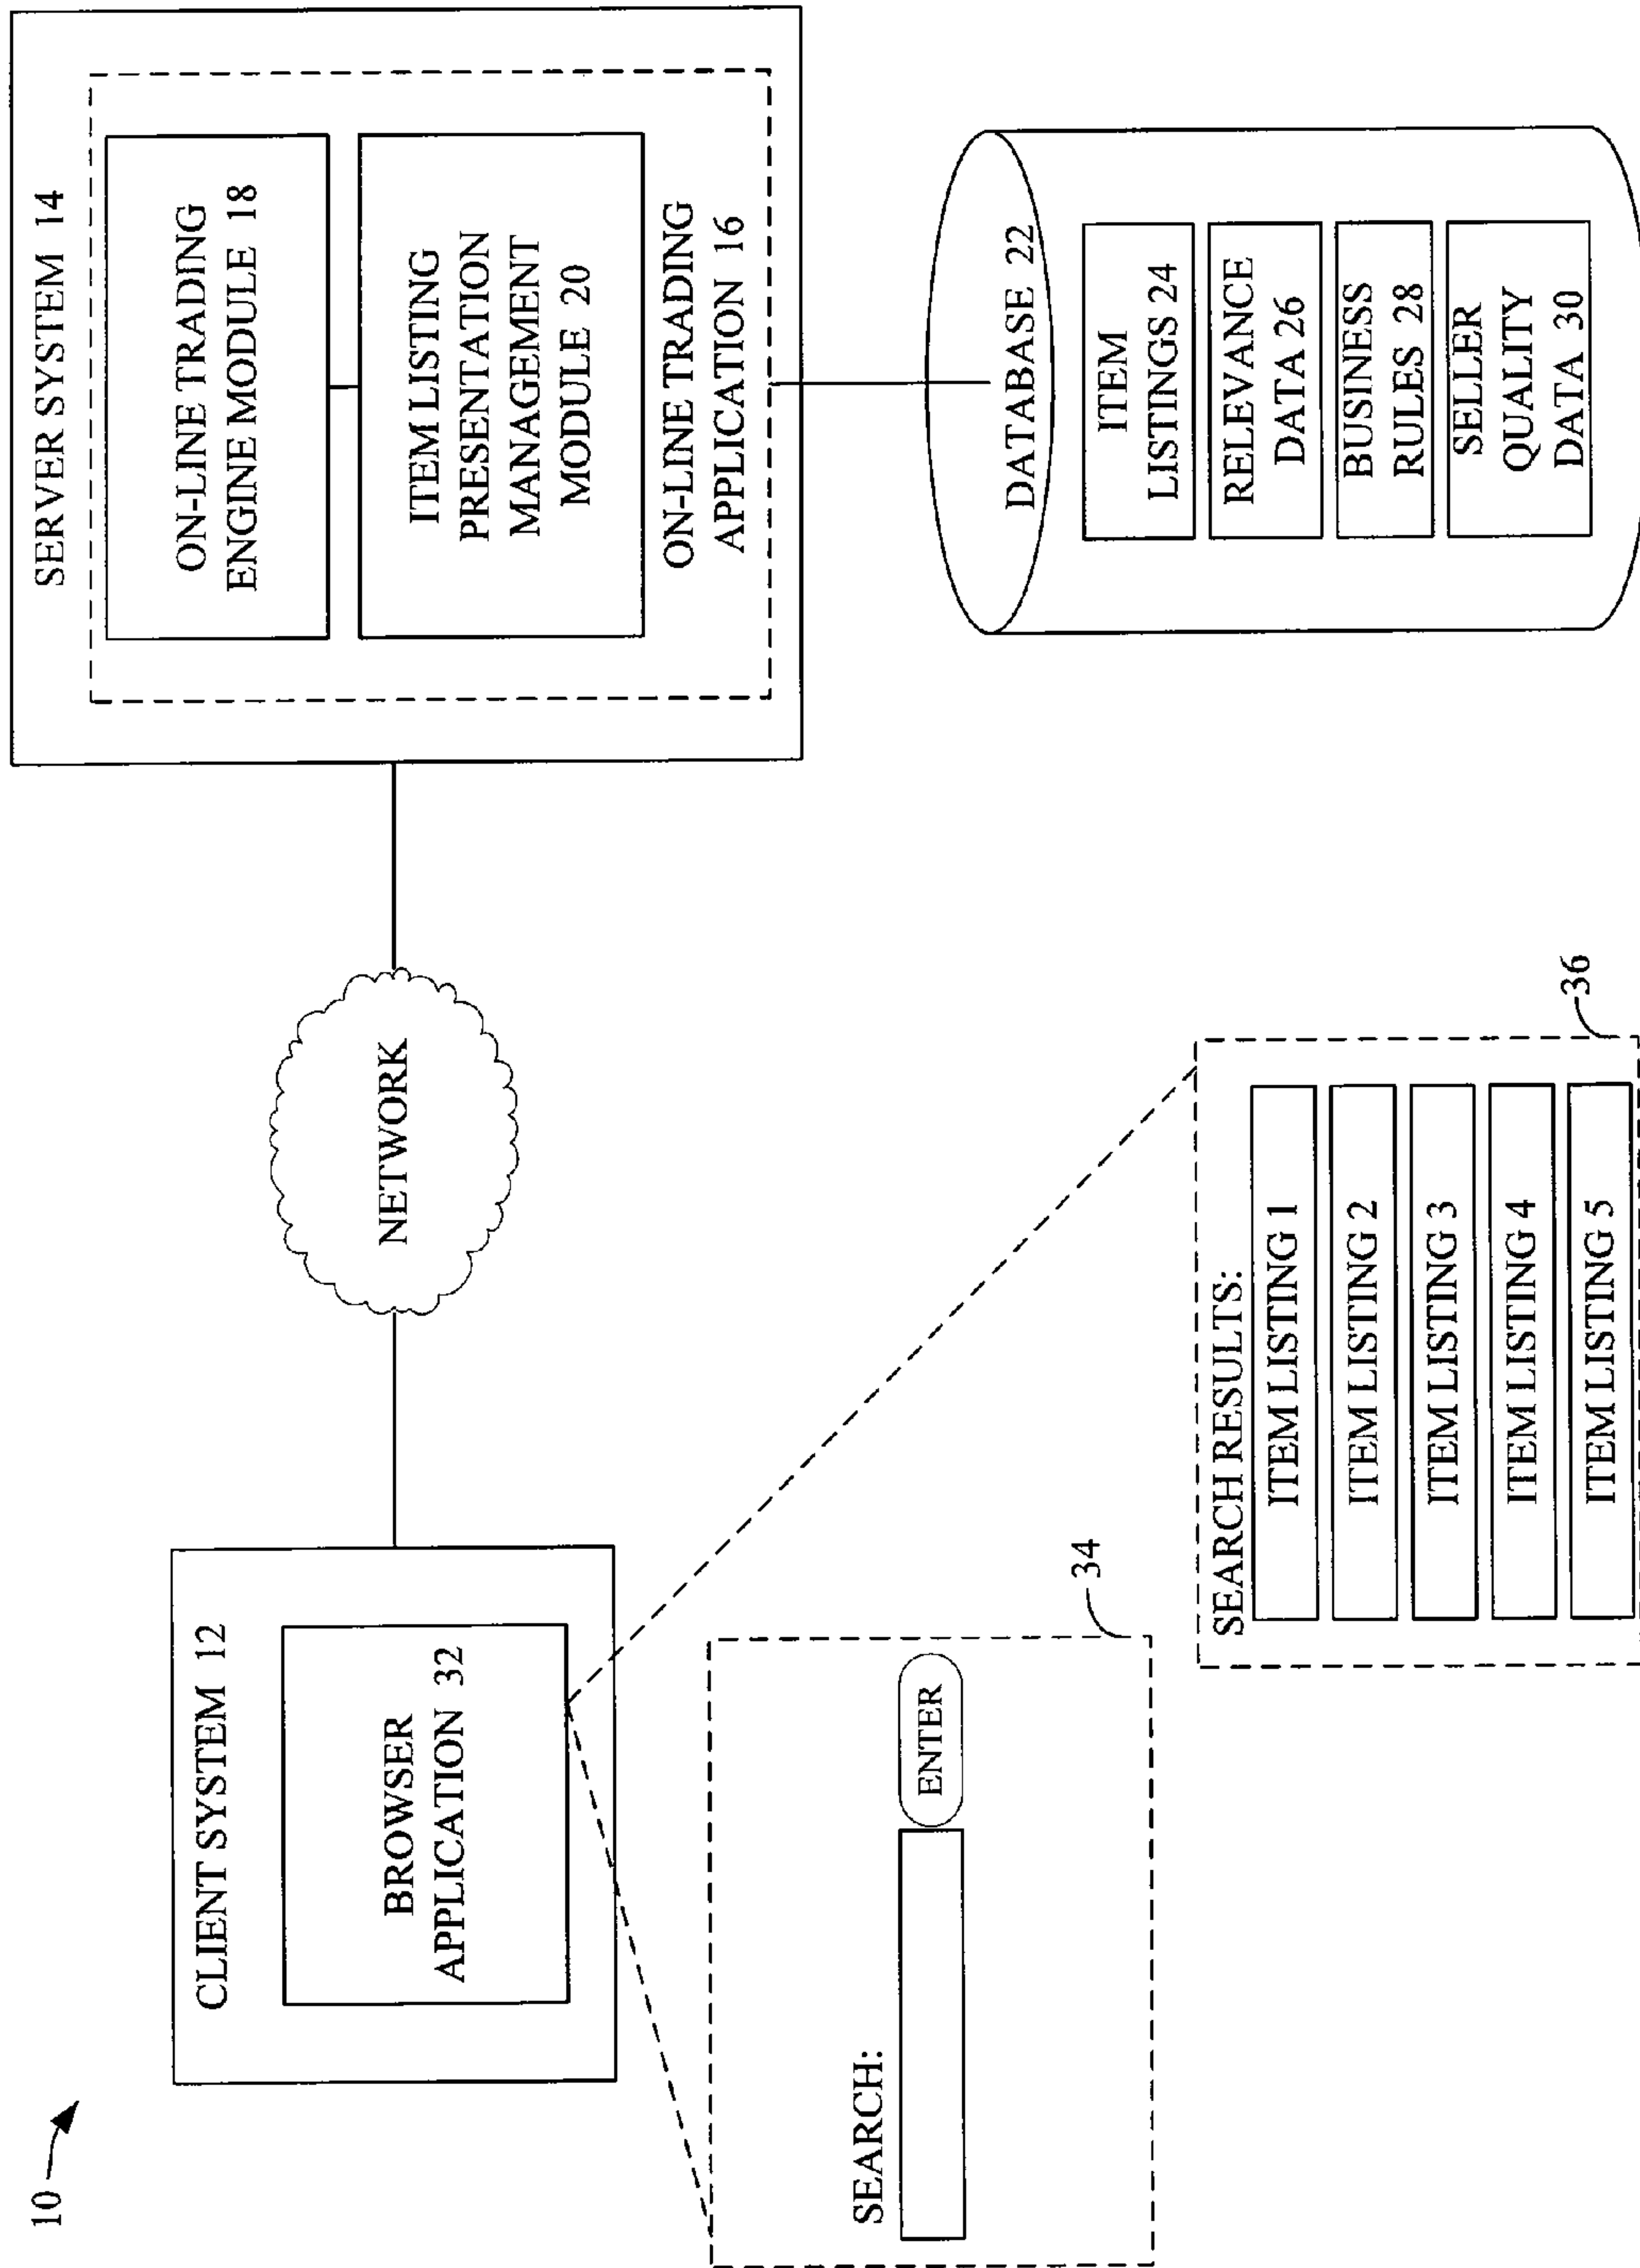 10
CLIENT SYSTEM 12
BROWSER
APPLICATION 32
NETWORK
SERVER SYSTEM 14
ON-LINE TRADING
ENGINE MODULE 18
ITEM LISTING
PRESENTATION
MANAGEMENT
MODULE 20
ON-LINE TRADING
APPLICATION 16
DATABASE 22
ITEM
LISTINGS 24
RELEVANCE
DATA 26
BUSINESS
RULES 28
SELLER
QUALITY
DATA 30
34
SEARCH:
ENTER
36
SEARCH RESULTS:
ITEM LISTING 1
ITEM LISTING 2
ITEM LISTING 3
ITEM LISTING 4
ITEM LISTING 5